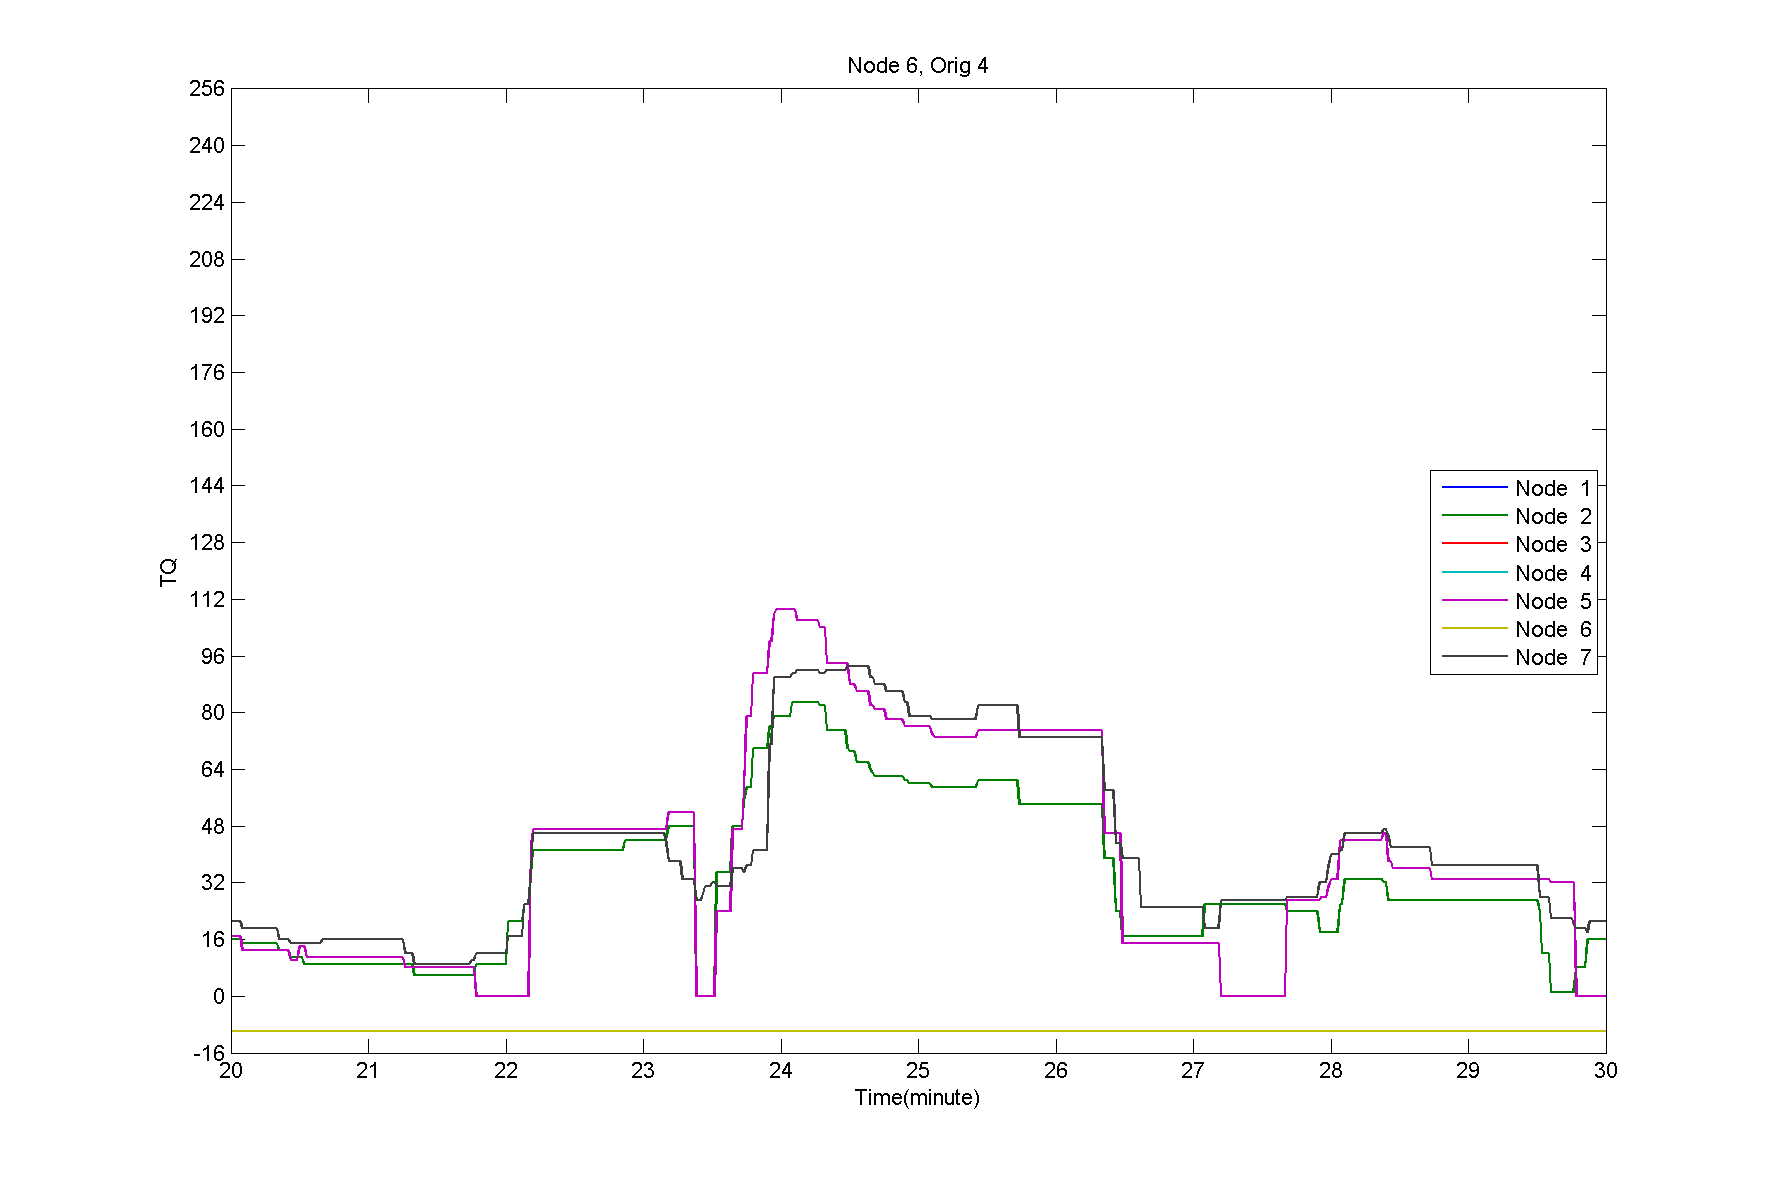 Node 6, Orig 4
256
240
224
208
192
176
160
144
128
112
96
80
64
48
32
16
0
-16
TQ
Node 1
Node 2
Node 3
Node 4
Node 5
Node 6
Node 7
20 21 22 23 24 25 26 27 28 29 30
Time(minute)